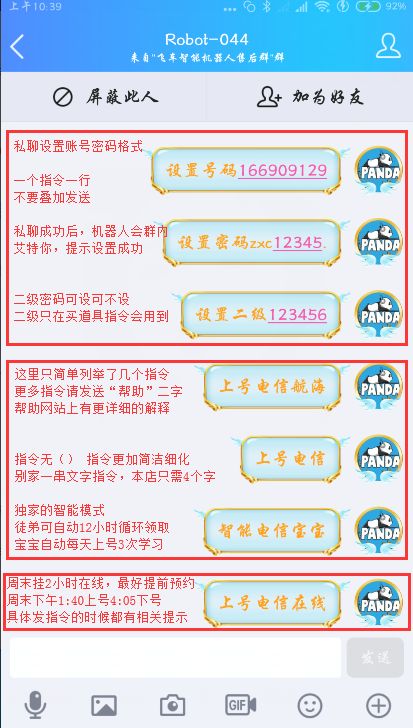 上午10:39
92%
Robot-044
来自“飞车智能机器人售后群”群
屏蔽此人
加为好友
私聊设置账号密码格式
一个指令一行
不要叠加发送
设置号码166909129
PANDA
私聊成功后，机器人会群内
艾特你，提示设置成功
设置密码zxc12345.
PANDA
二级密码可设可不设
二级只在买道具指令会用到
设置二级123456
PANDA
这里只简单列举了几个指令
更多指令请发送“帮助”二字
帮助网站上有更详细的解释
上号电信航海
PANDA
指令无（） 指令更加简洁细化
别家一串文字指令，本店只需4个字
上号电信
PANDA
独家的智能模式
徒弟可自动12小时循环领取
宝宝自动每天上号3次学习
智能电信宝宝
PANDA
周末挂2小时在线，最好提前预约
周末下午1:40上号4:05下号
具体发指令的时候都有相关提示
上号电信在线
PANDA
发送
GIF